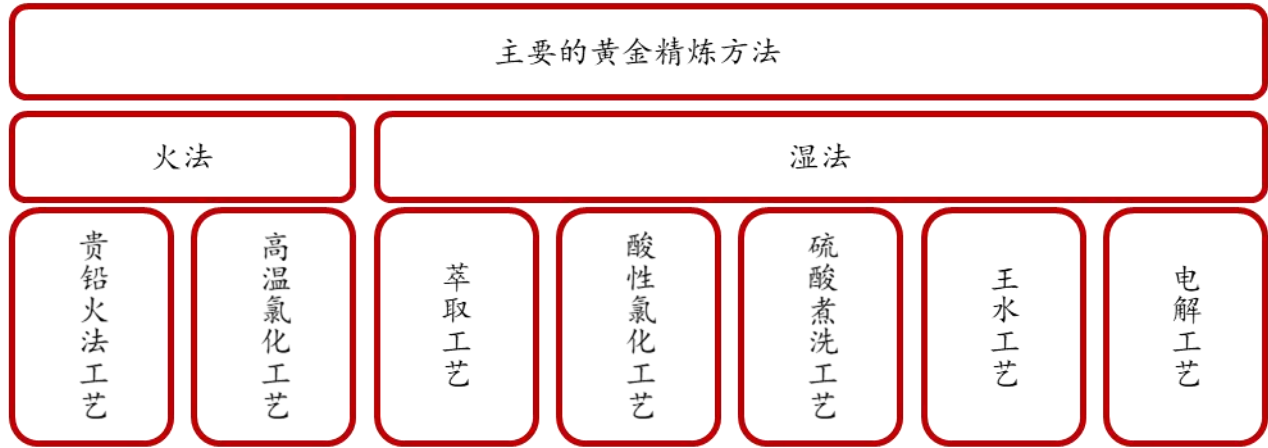 主要的黄金精炼方法
火法
湿法
贵铅火法工艺
高温氯化工艺
萃取工艺
酸性氯化工艺
硫酸煮洗工艺
王水工艺
电解工艺